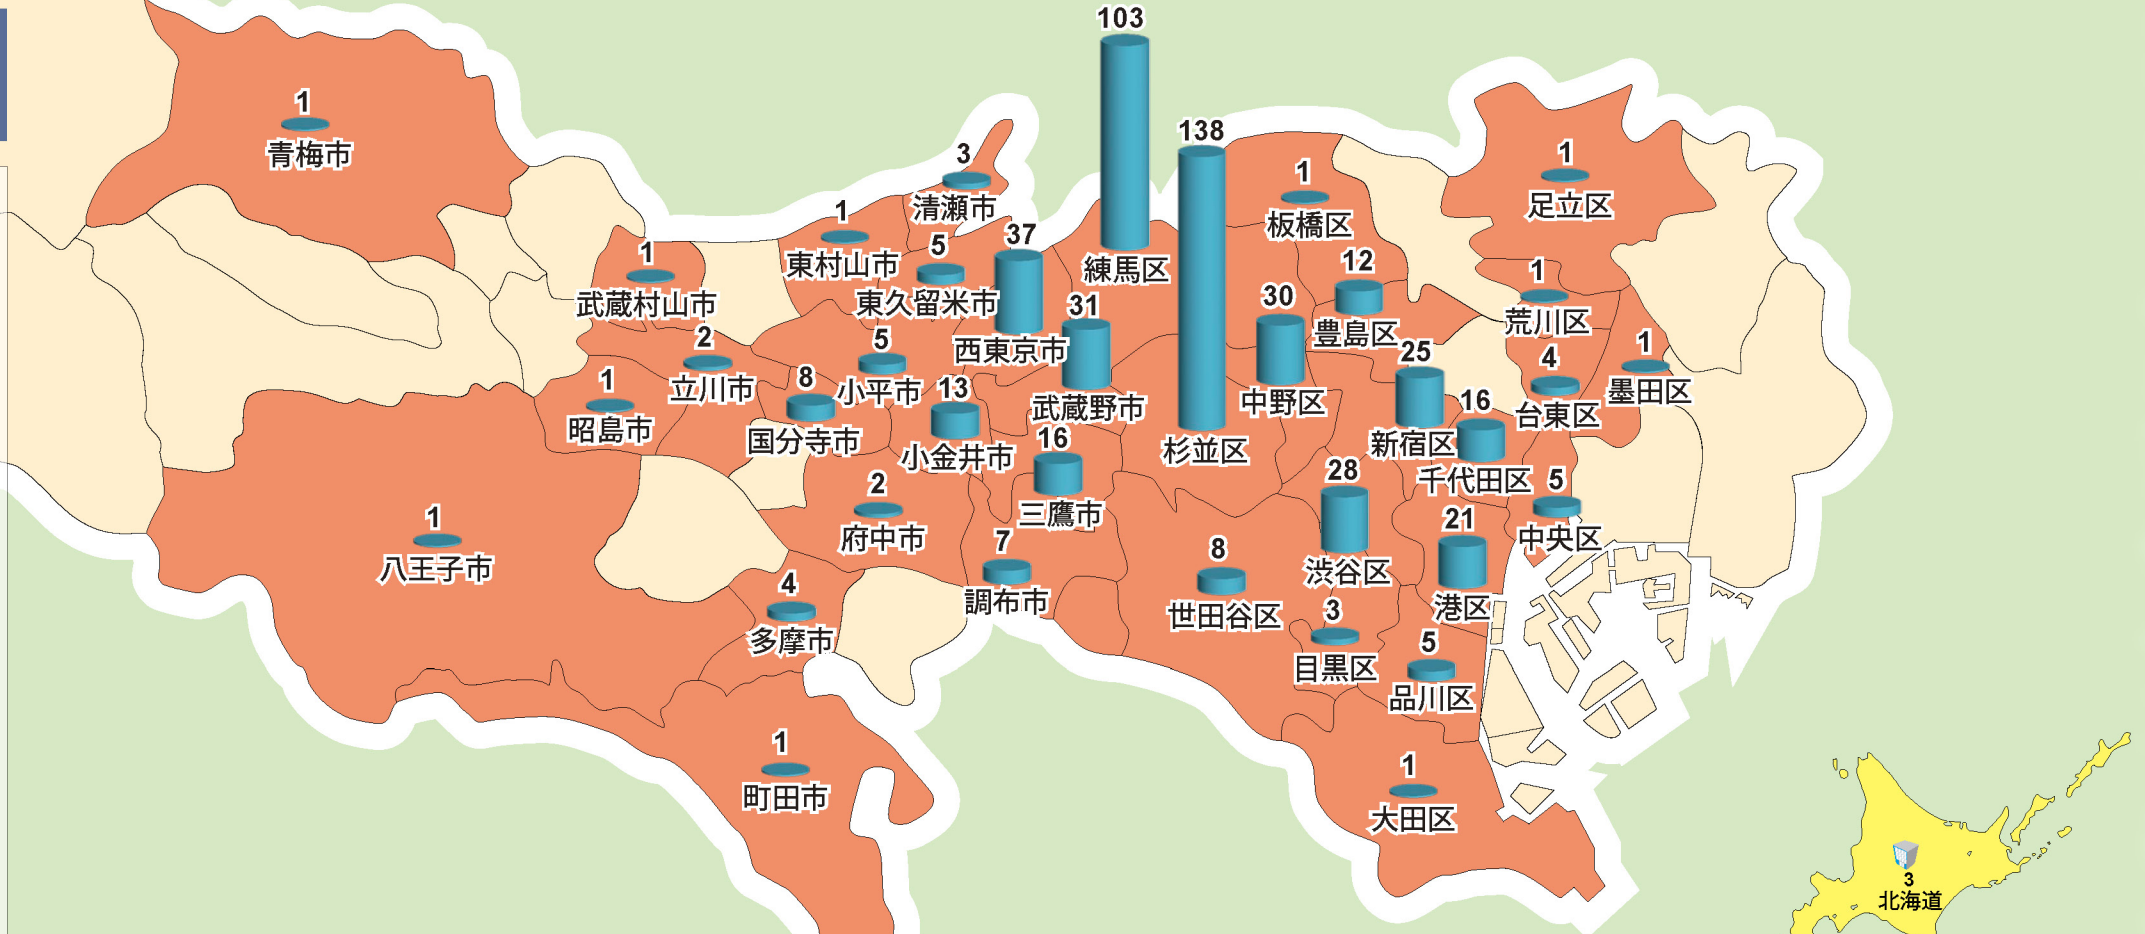 103
練馬区
138
杉並区
1
青梅市
3
清瀬市
1
板橋区
1
足立区
1
東村山市
5
東久留米市
37
西東京市
1
武蔵村山市
12
豊島区
1
荒川区
31
武蔵野市
30
中野区
2
立川市
5
小平市
25
新宿区
4
台東区
1
墨田区
1
昭島市
8
国分寺市
13
小金井市
16
千代田区
16
三鷹市
28
渋谷区
5
中央区
2
府中市
1
八王子市
21
港区
7
調布市
8
世田谷区
4
多摩市
3
目黒区
5
品川区
1
町田市
1
大田区
3
北海道